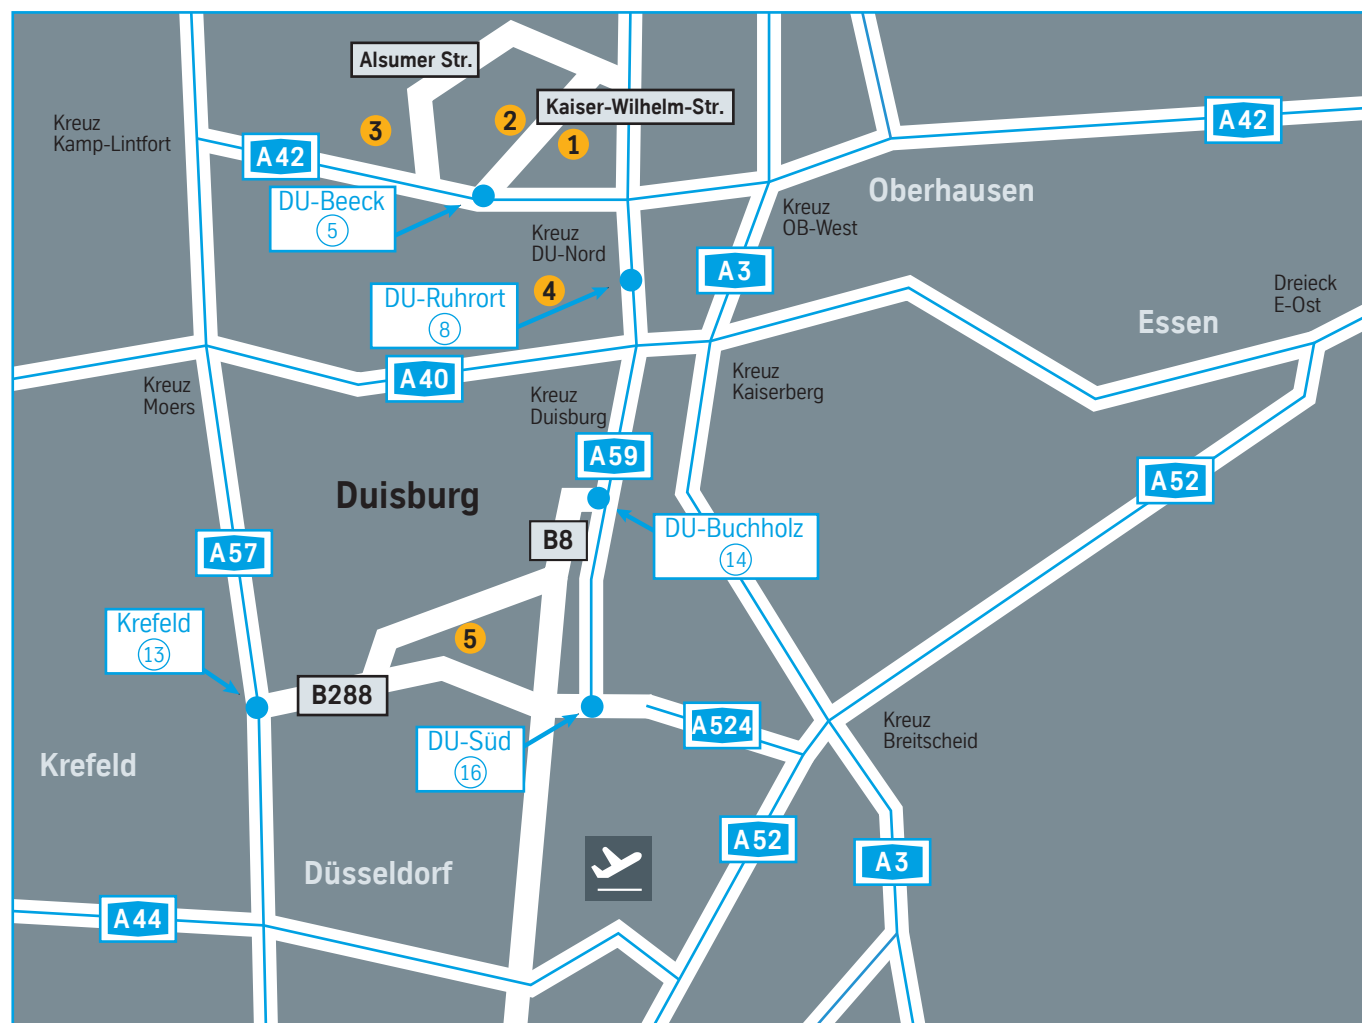 Alsumer Str.
Kaiser-Wilhelm-Str.
Kreuz
Kamp-Lintfort
3
2
1
A42
A42
DU-Beeck
5
Oberhausen
Kreuz
OB-West
Kreuz
DU-Nord
A3
DU-Ruhrort
8
4
Dreieck
E-Ost
Essen
A40
Kreuz
Moers
Kreuz
Duisburg
Kreuz
Kaiserberg
A59
A52
Duisburg
B8
DU-Buchholz
14
A57
Krefeld
13
5
B288
A524
DU-Süd
16
Kreuz
Breitscheid
Krefeld
A52
A3
Düsseldorf
A44